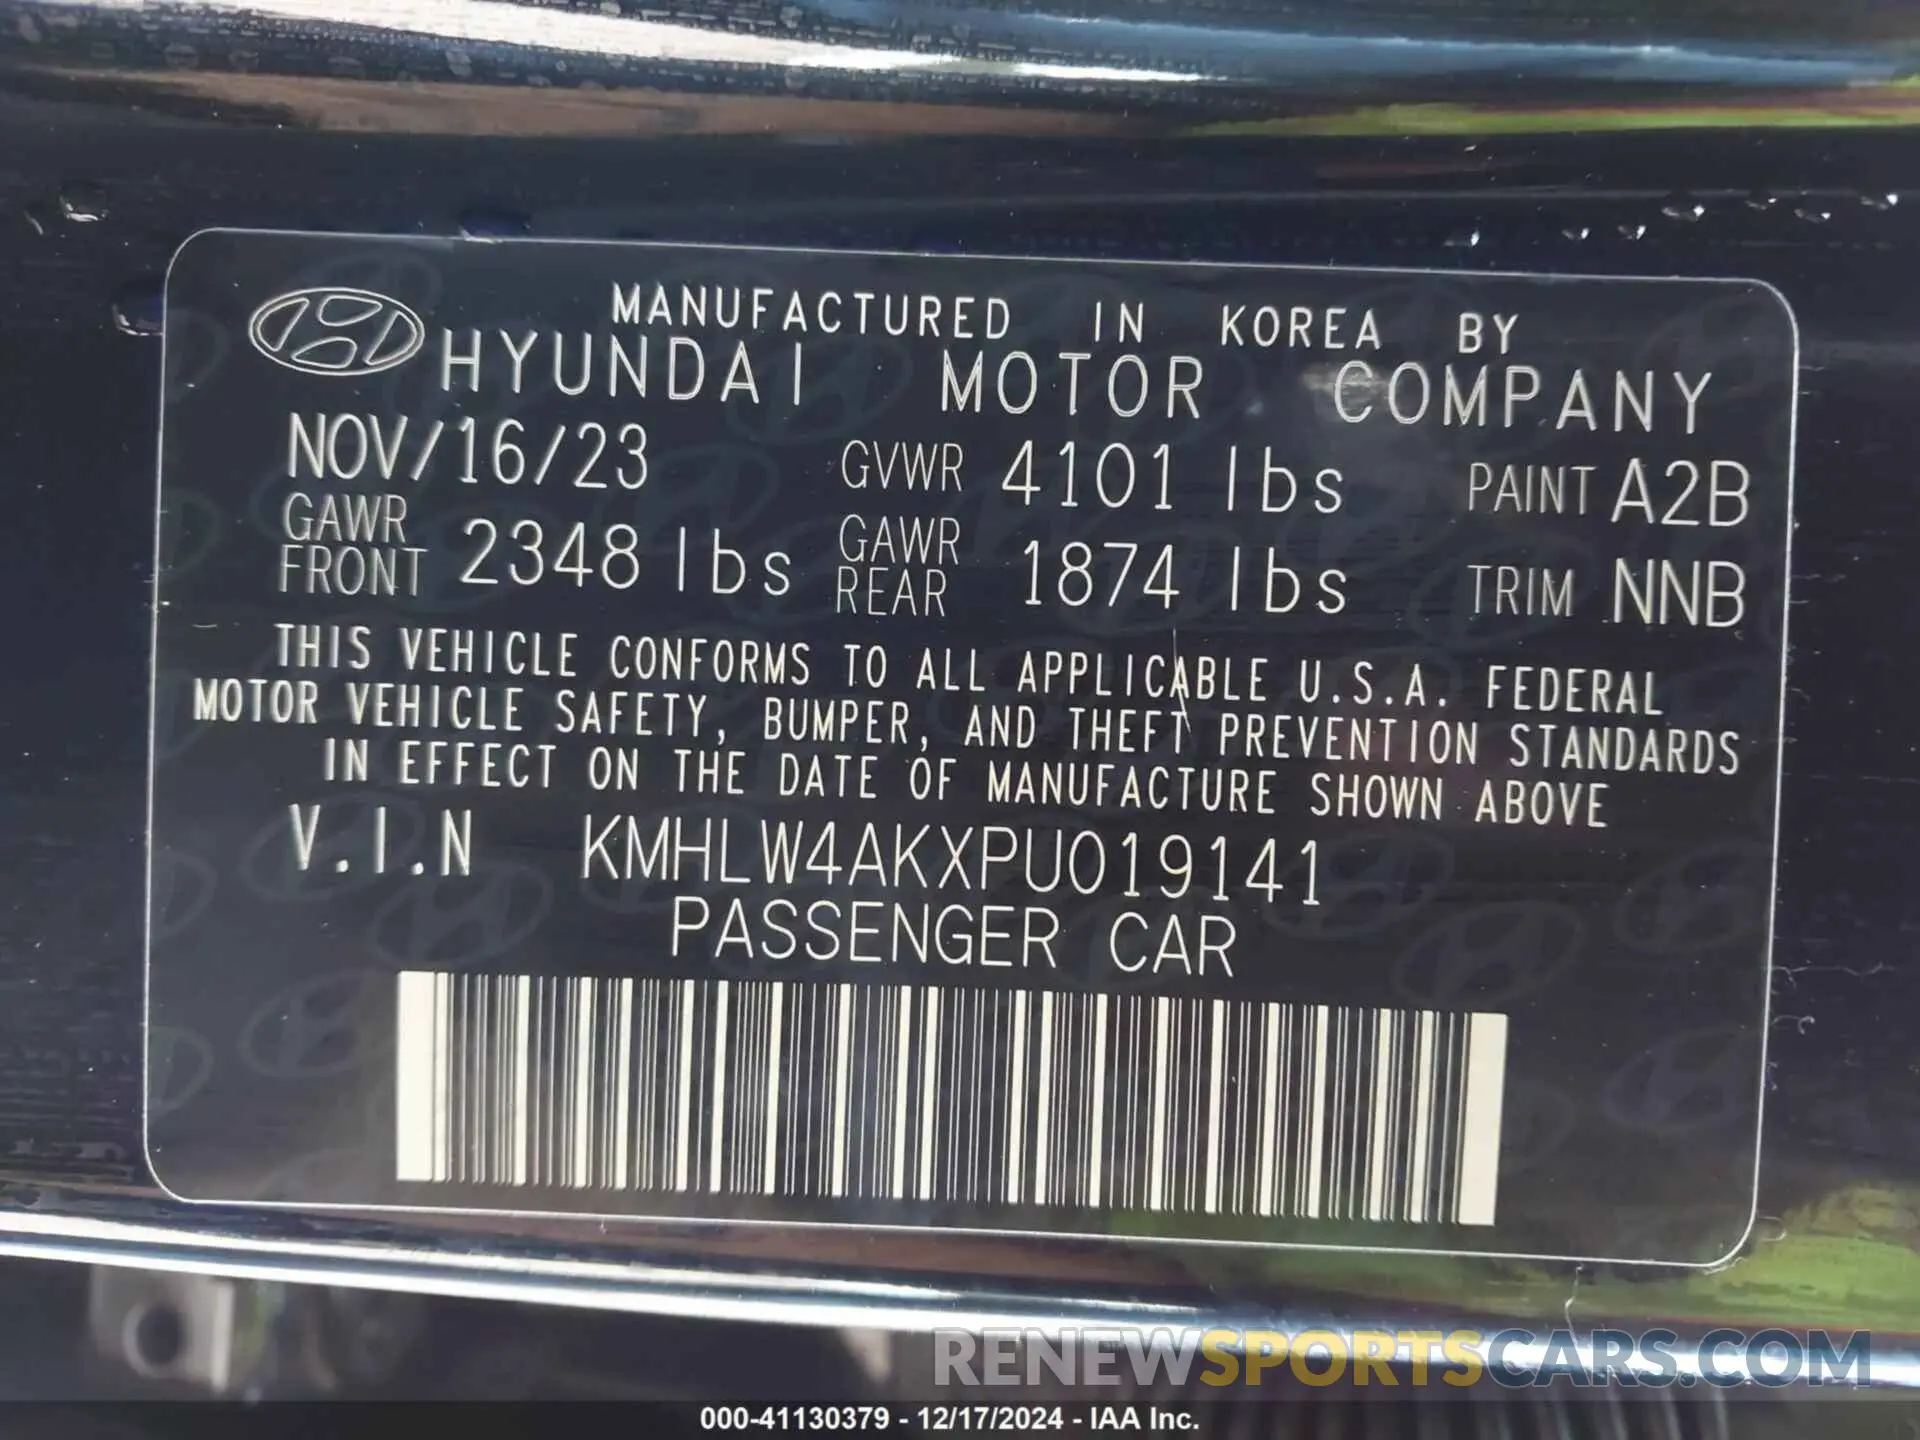 MANUFACTURED IN KOREA BY
HYUNDAI MOTOR COMPANY
NOV/16/23 GVWR 4101 lbs PAINT A2B
GAWR FRONT 2348 lbs GAWR REAR 1874 lbs TRIM NNB
THIS VEHICLE CONFORMS TO ALL APPLICABLE U.S.A. FEDERAL
MOTOR VEHICLE SAFETY, BUMPER, AND THEFT PREVENTION STANDARDS
IN EFFECT ON THE DATE OF MANUFACTURE SHOWN ABOVE
V.I.N KMHLW4AKXPU019141
PASSENGER CAR
RENEWSPORTSCARS.COM
000-41130379 - 12/17/2024 - IAA Inc.